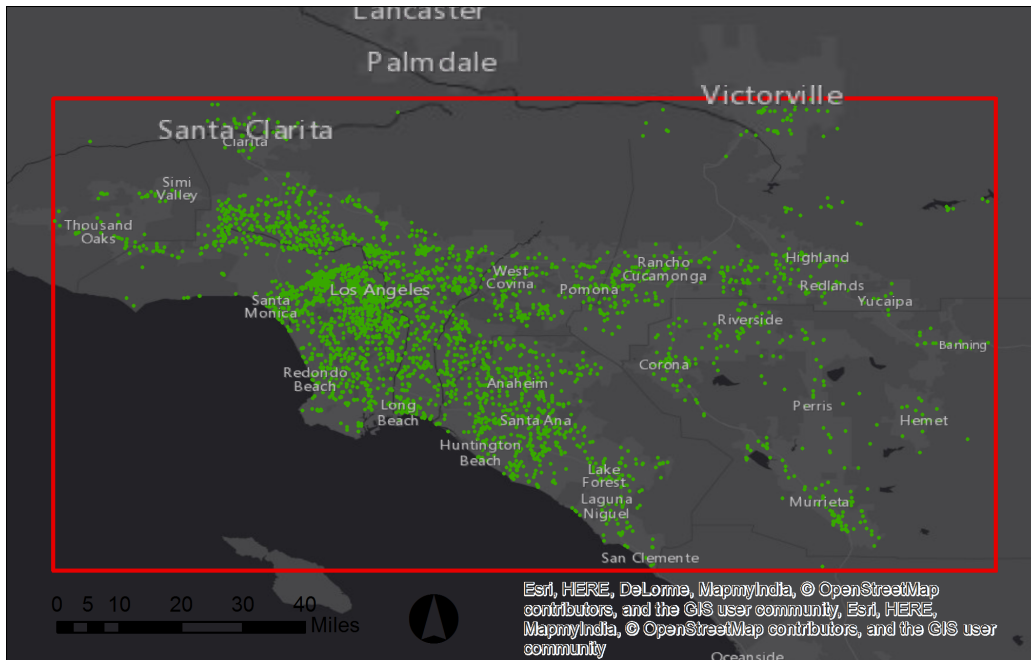 Lancaster
Palmdale
Victorville
Santa Clarita
Clarita
Simi
Valley
Thousand
Oaks
Highland
Rancho
Cucamonga
West
Covina
Pomona
Redlands
Los Angeles
Yucaipa
Santa
Monica
Riverside
Banning
Corona
Redondo
Beach
Anaheim
Long
Beach
Perris
Santa Ana
Hemet
Huntington
Beach
Lake
Forest
Laguna
Niguel
Murrieta
San Clemente
Esri, HERE, DeLorme, MapmyIndia, © OpenStreetMap
contributors, and the GIS user community, Esri, HERE,
MapmyIndia, © OpenStreetMap contributors, and the GIS user
community
0 5 10 20 30 40
Miles
Oceanside